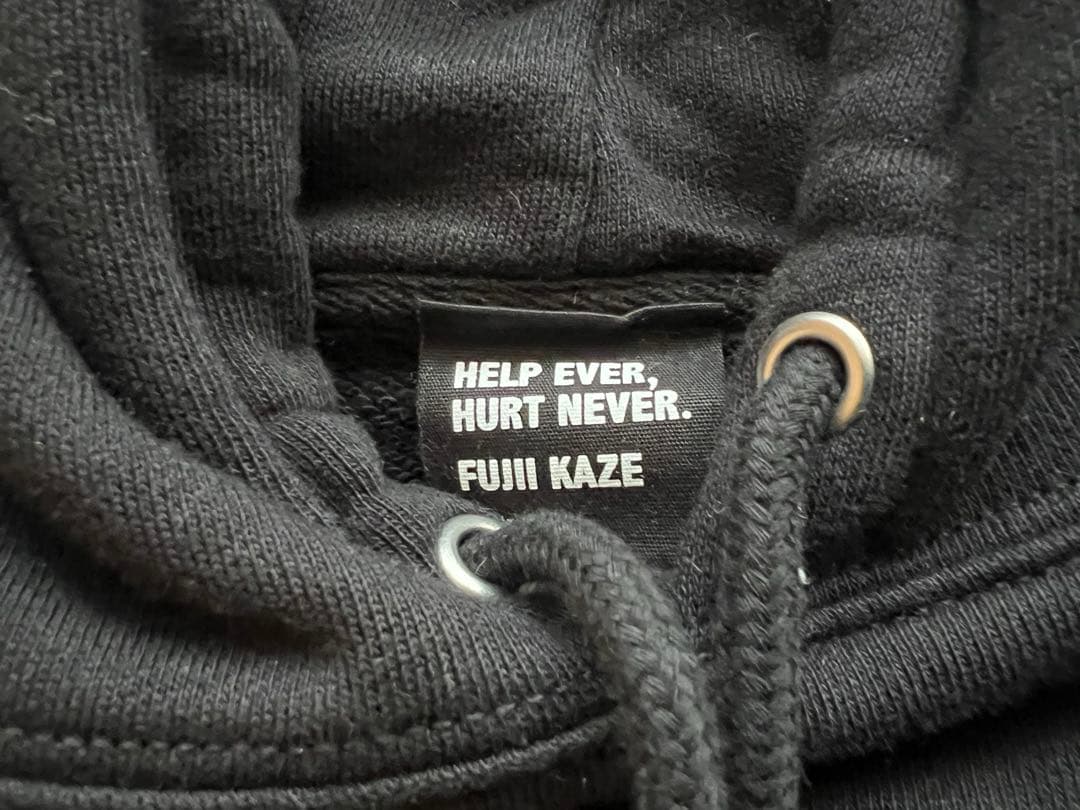 HELP EVER,
HURT NEVER.
FUJII KAZE